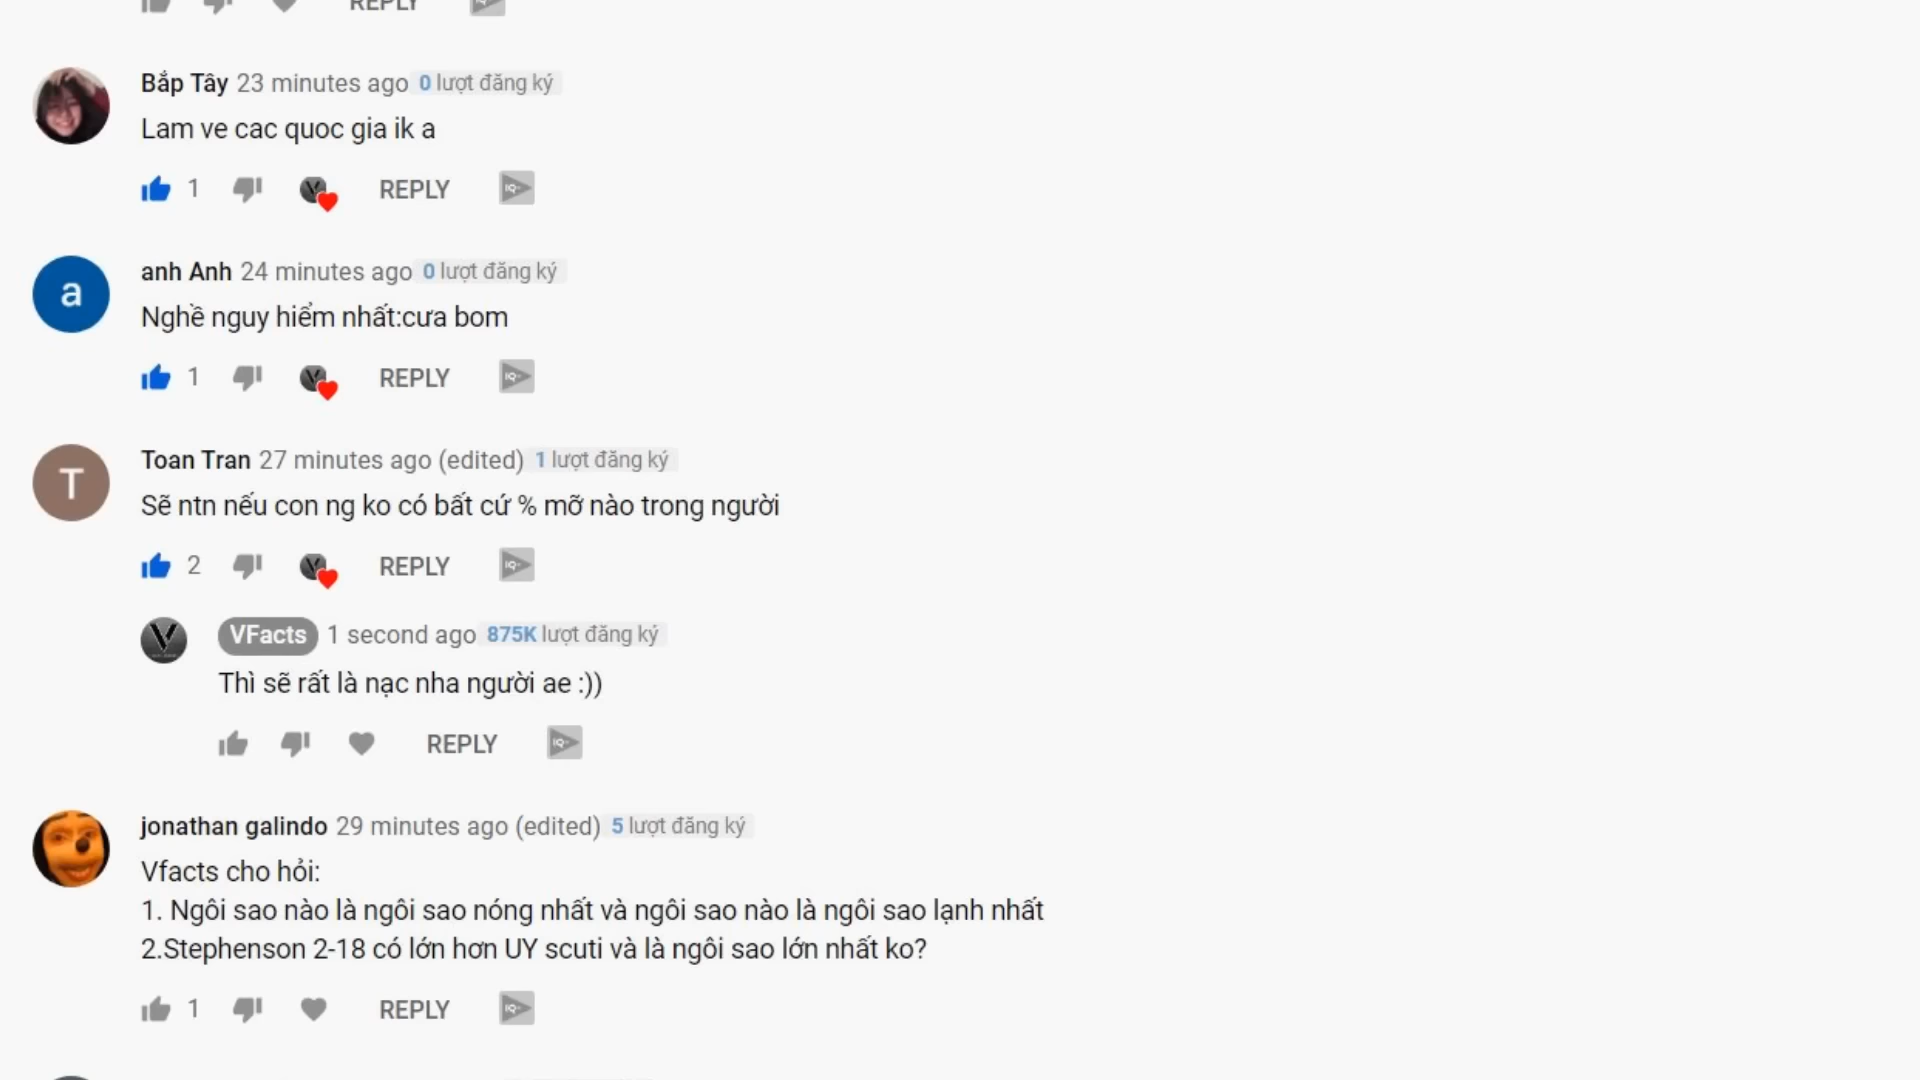 REPLY
Bắp Tây 23 minutes ago 0 lượt đăng ký
Lam ve cac quoc gia ik a
1 REPLY
a
anh Anh 24 minutes ago 0 lượt đăng ký
Nghề nguy hiểm nhất:cưa bom
1 REPLY
T
Toan Tran 27 minutes ago (edited) 1 lượt đăng ký
Sẽ ntn nếu con ng ko có bất cứ % mỡ nào trong người
2 REPLY
V VFacts 1 second ago 875K lượt đăng ký
Thì sẽ rất là nạc nha người ae :))
REPLY
jonathan galindo 29 minutes ago (edited) 5 lượt đăng ký
Vfacts cho hỏi:
1. Ngôi sao nào là ngôi sao nóng nhất và ngôi sao nào là ngôi sao lạnh nhất
2.Stephenson 2-18 có lớn hơn UY scuti và là ngôi sao lớn nhất ko?
1 REPLY